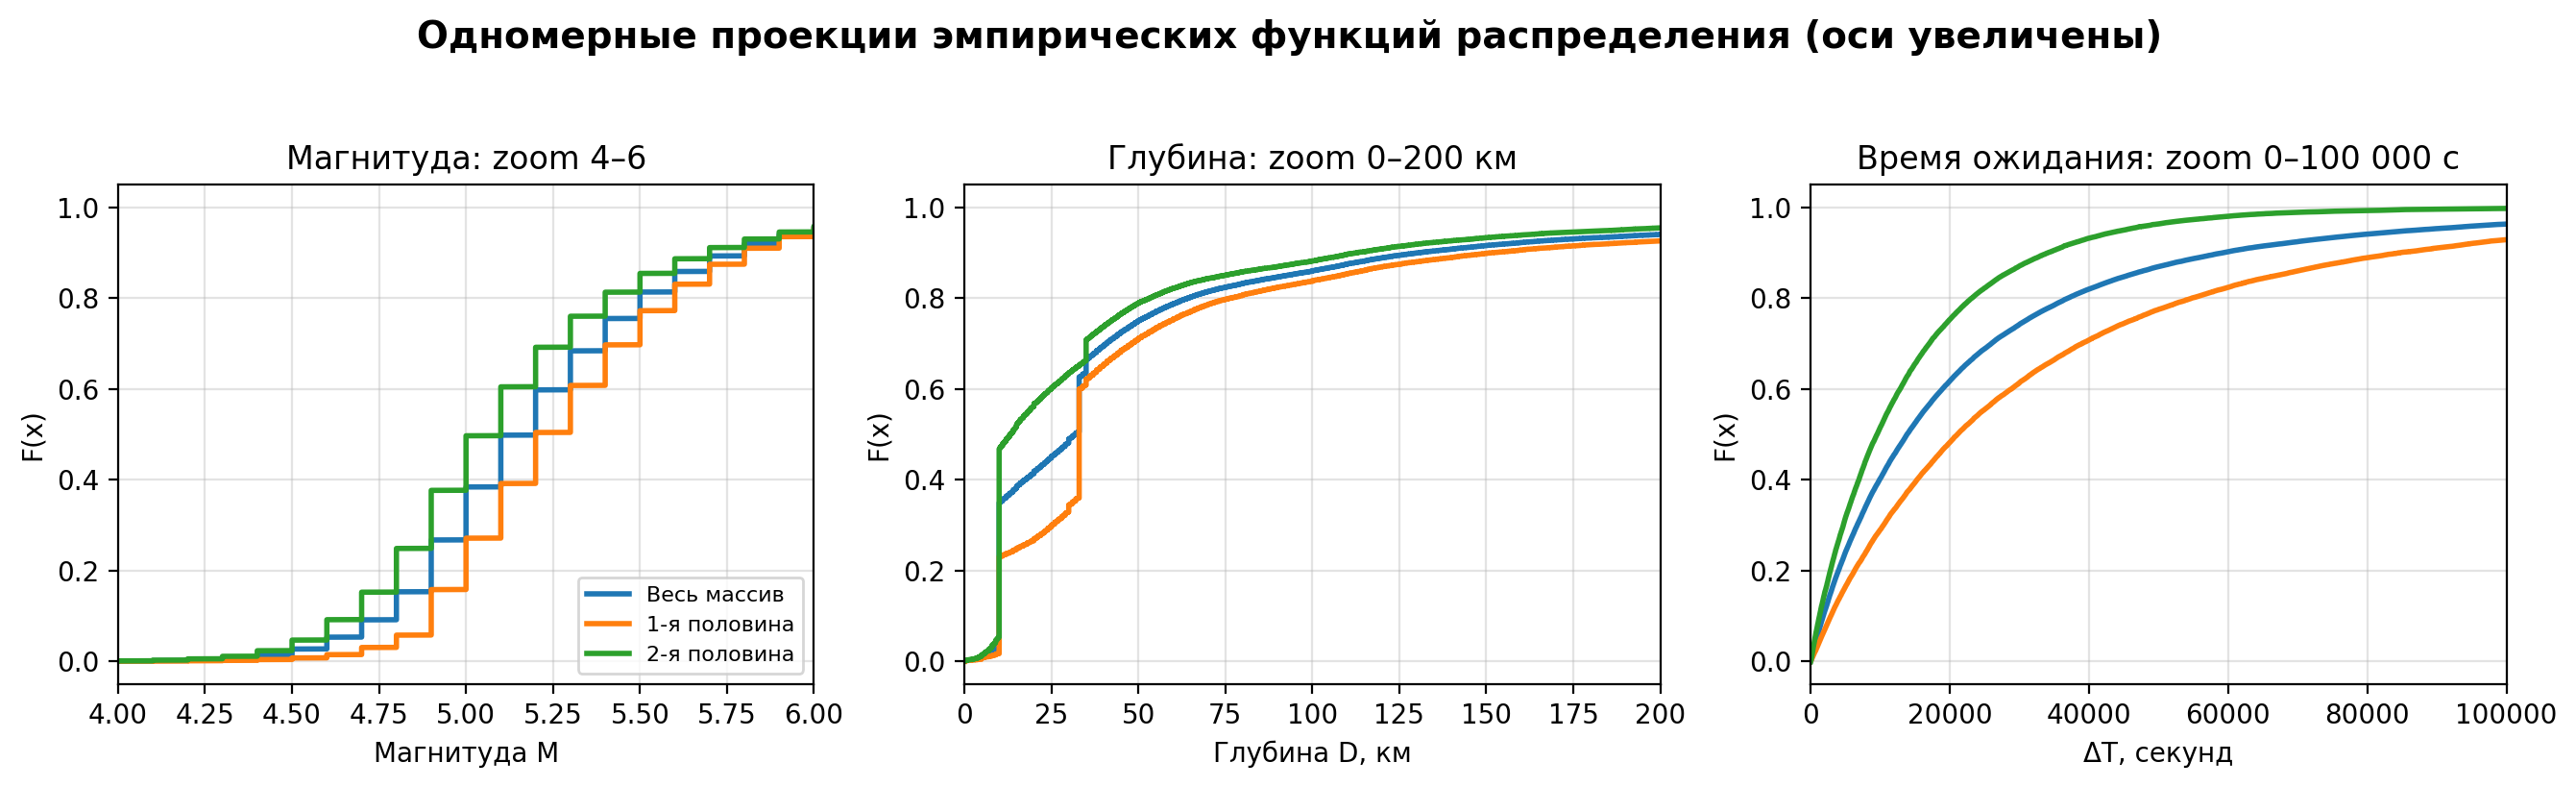 Одномерные проекции эмпирических функций распределения (оси увеличены)
Магнитуда: zoom 4–6
F(x)
1.0
0.8
0.6
0.4
0.2
0.0
4.00 4.25 4.50 4.75 5.00 5.25 5.50 5.75 6.00
Магнитуда M
Весь массив
1-я половина
2-я половина
Глубина: zoom 0–200 км
F(x)
1.0
0.8
0.6
0.4
0.2
0.0
0 25 50 75 100 125 150 175 200
Глубина D, км
Время ожидания: zoom 0–100 000 с
F(x)
1.0
0.8
0.6
0.4
0.2
0.0
0 20000 40000 60000 80000 100000
ΔT, секунд